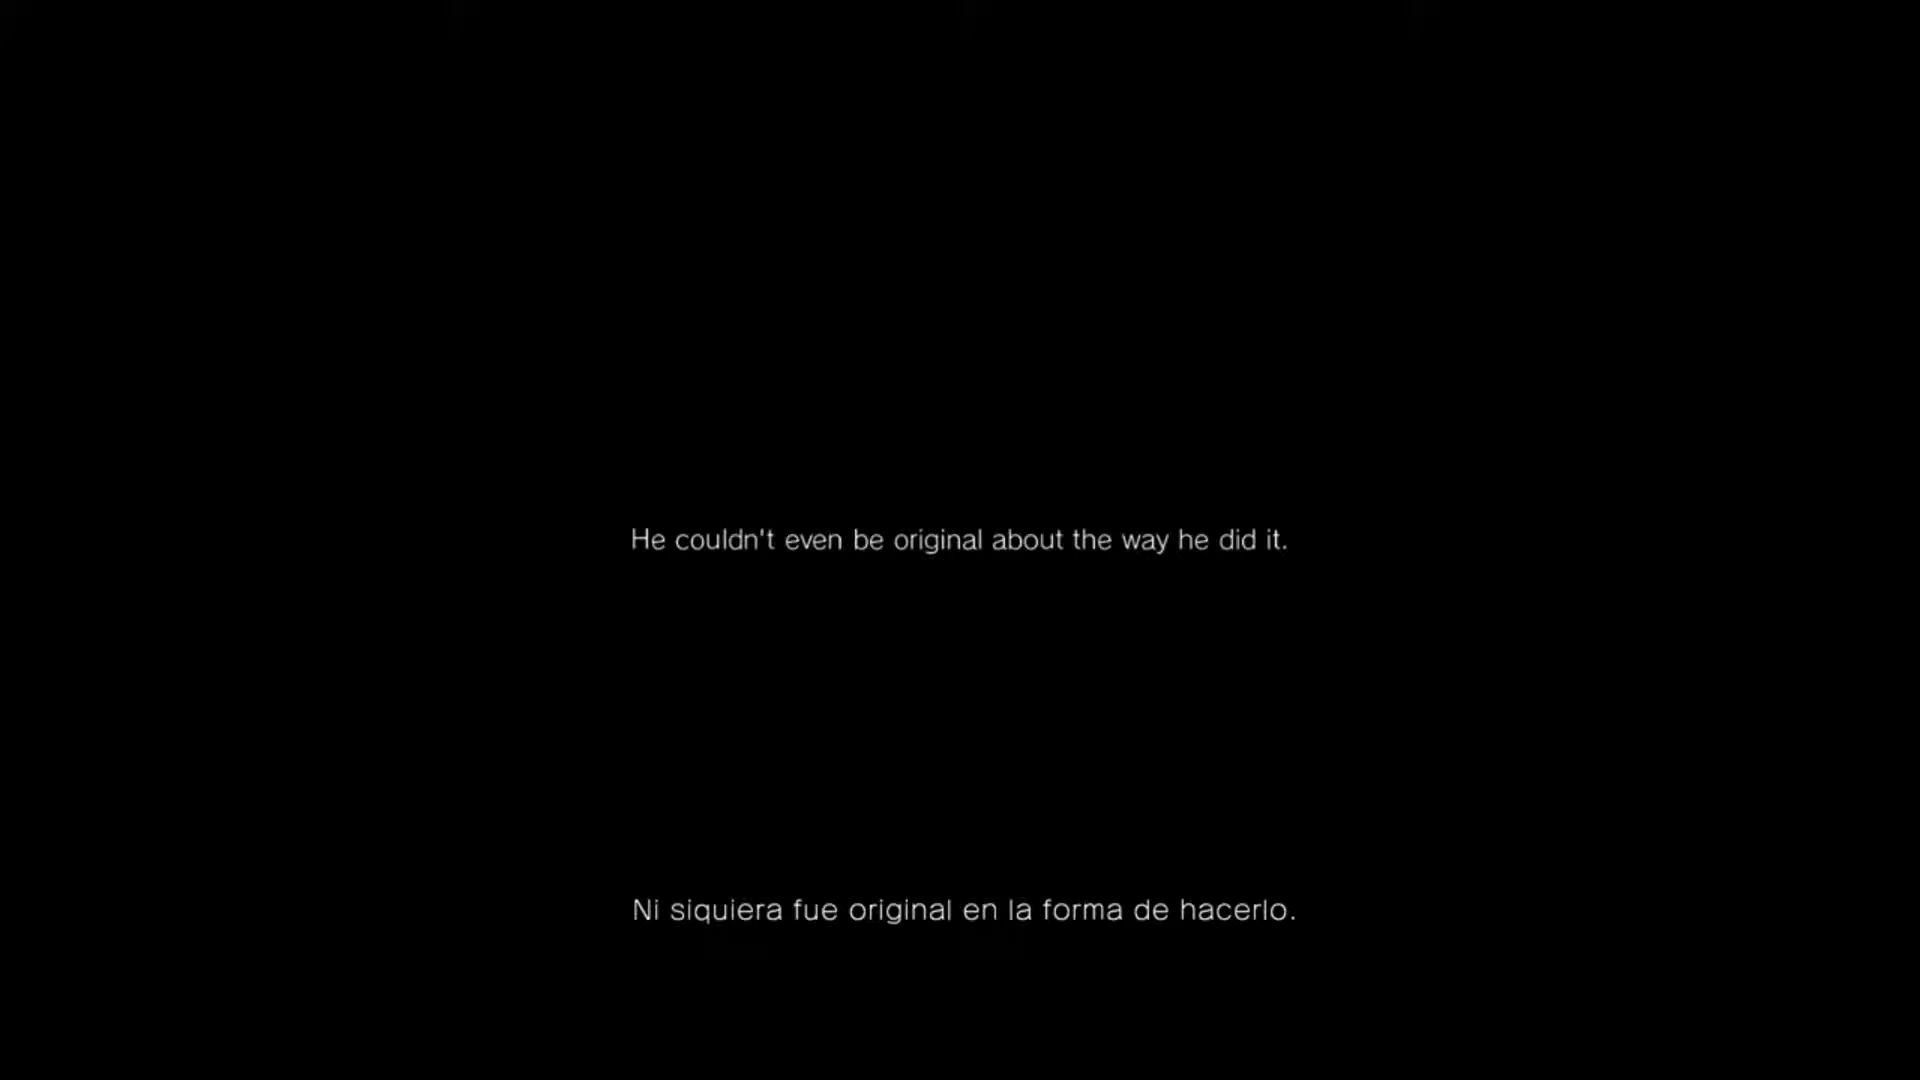 He couldn't even be original about the way he did it.
Ni siquiera fue original en la forma de hacerlo.